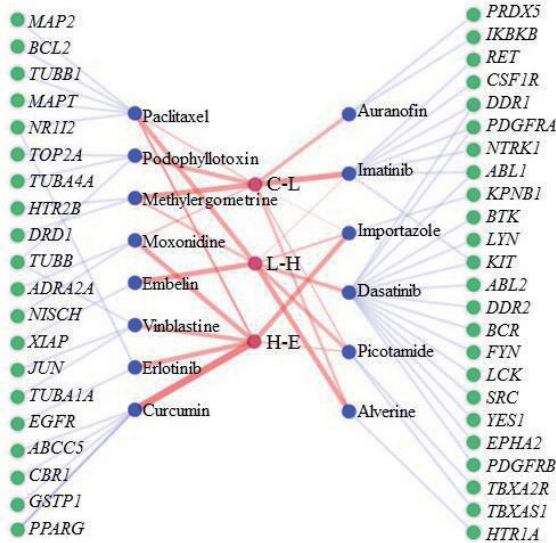 MAP2
BCL2
TUBB1
MAPT
NR1I2
TOP2A
TUBA4A
HTR2B
DRD1
TUBB
ADRA2A
NISCH
XIAP
JUN
TUBA1A
EGFR
ABCC5
CBR1
GSTP1
PPARG
Paclitaxel
Podophyllotoxin
Methylergometrine
Moxonidine
Embelin
Vinblastine
Erlotinib
Curcumin
C-L
L-H
H-E
Auranofin
Imatinib
Importazole
Dasatinib
Picotamide
Alverine
PRDX5
IKBKB
RET
CSF1R
DDR1
PDGFRA
NTRK1
ABL1
KPNB1
BTK
LYN
KIT
ABL2
DDR2
BCR
FYN
LCK
SRC
YES1
EPHA2
PDGFRB
TBXA2R
TBXAS1
HTR1A